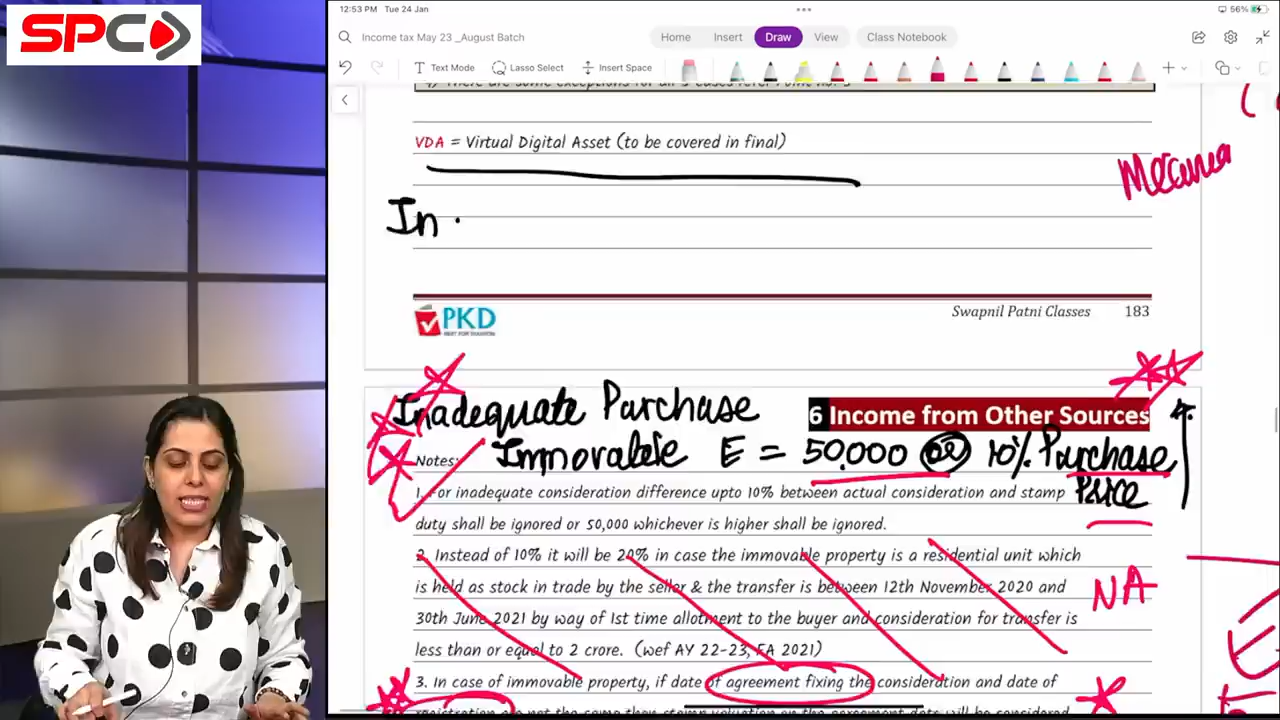 SPC
12:53 PM Tue 24 Jan
56%
Income tax May 23 _August Batch
Home Insert Draw View Class Notebook
Text Mode Lasso Select Insert Space
VDA = Virtual Digital Asset (to be covered in final)
In
PKD
Swapnil Patni Classes 183
Inadequate Purchase
6 Income from Other Sources
Immovable E = 50,000 or 10% Purchase Price
Notes:
1. For inadequate consideration difference upto 10% between actual consideration and stamp
duty shall be ignored or 50,000 whichever is higher shall be ignored.
2. Instead of 10% it will be 20% in case the immovable property is a residential unit which
is held as stock in trade by the seller & the transfer is between 12th November 2020 and
30th June 2021 by way of 1st time allotment to the buyer and consideration for transfer is
less than or equal to 2 crore. (wef AY 22-23, FA 2021)
NA
3. In case of immovable property, if date of agreement fixing the consideration and date of